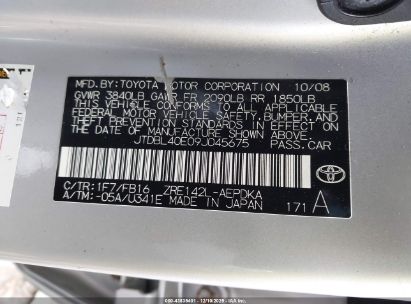 MFD.BY:TOYOTA MOTOR CORPORATION 10/08
GVWR 3840LB GAWR FR 2090LB RR 1850LB
THIS VEHICLE CONFORMS TO ALL APPLICABLE
FEDERAL MOTOR VEHICLE SAFETY, BUMPER, AND
THEFT PREVENTION STANDARDS IN EFFECT ON
THE DATE OF MANUFACTURE SHOWN ABOVE.
JTDBL40E09J045675 PASS.CAR
C/TR:1F7/FB16 ZRE142L-AEPDKA
A/TM:-05A/U341E MADE IN JAPAN 171 A
TOYOTA